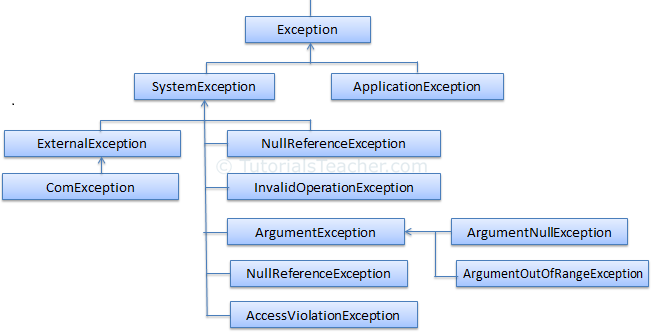 Exception
SystemException
ApplicationException
ExternalException
NullReferenceException
© TutorialsTeacher.com
ComException
InvalidOperationException
ArgumentException
ArgumentNullException
NullReferenceException
ArgumentOutOfRangeException
AccessViolationException